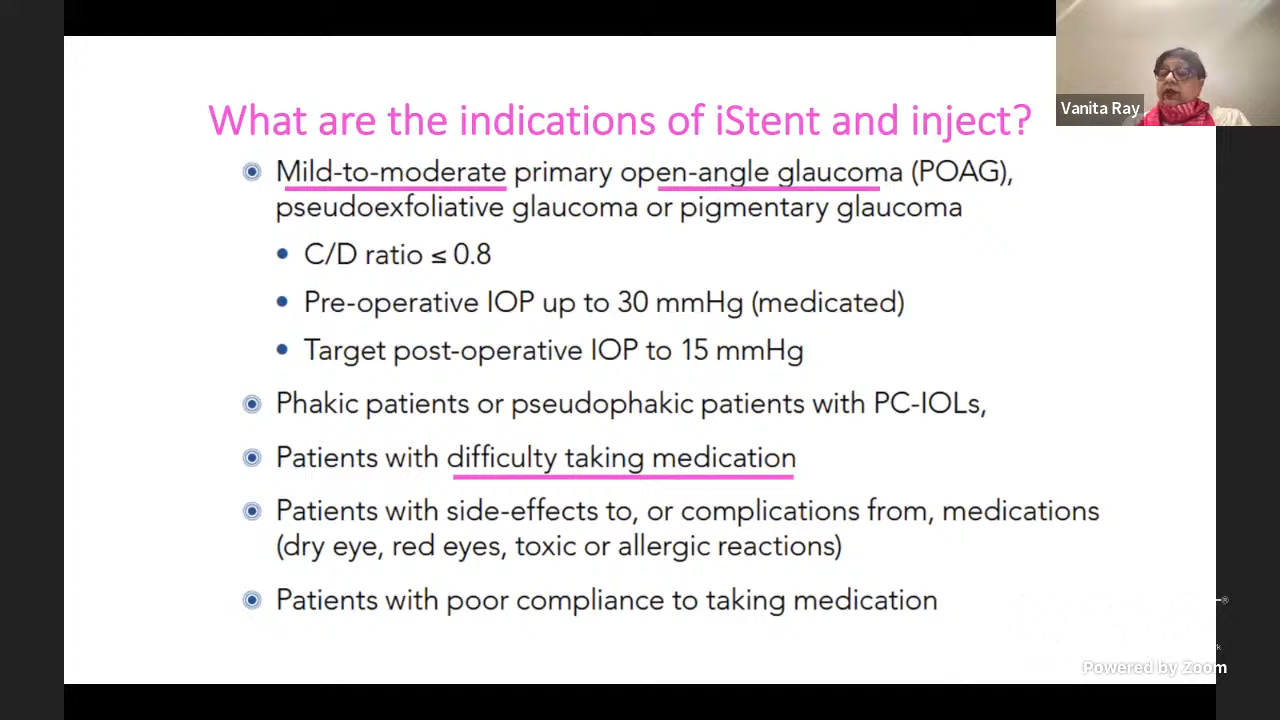 What are the indications of iStent and inject?
Vanita Ray
Mild-to-moderate primary open-angle glaucoma (POAG),
pseudoexfoliative glaucoma or pigmentary glaucoma
C/D ratio ≤ 0.8
Pre-operative IOP up to 30 mmHg (medicated)
Target post-operative IOP to 15 mmHg
Phakic patients or pseudophakic patients with PC-IOLs,
Patients with difficulty taking medication
Patients with side-effects to, or complications from, medications
(dry eye, red eyes, toxic or allergic reactions)
Patients with poor compliance to taking medication
Powered by Zoom